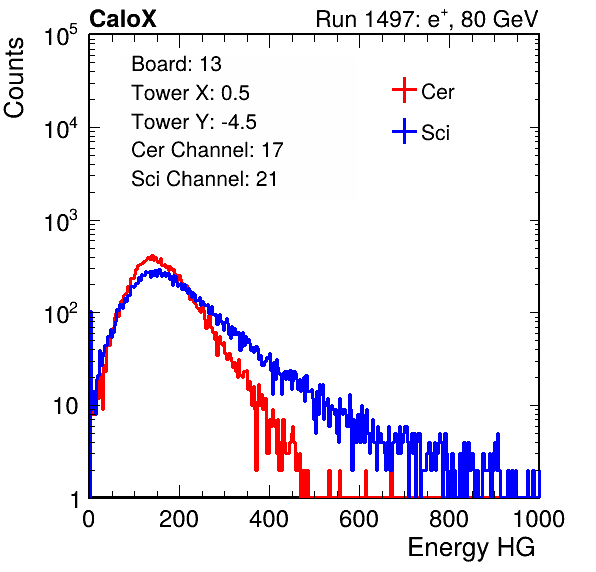 CaloX Run 1497: e⁺, 80 GeV
Counts
Board: 13
Tower X: 0.5
Tower Y: -4.5
Cer Channel: 17
Sci Channel: 21
Cer
Sci
10⁵
10⁴
10³
10²
10
1
0 200 400 600 800 1000
Energy HG